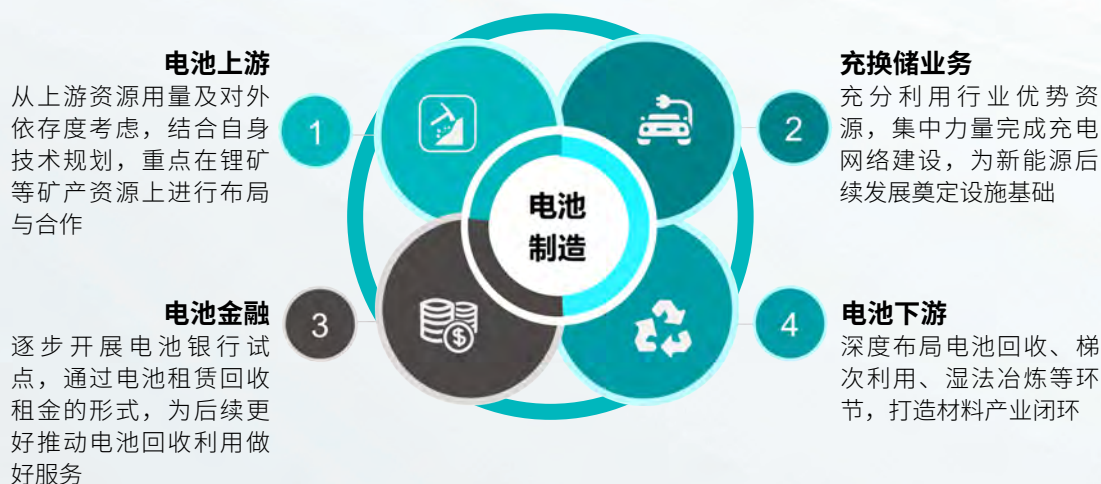 电池上游
从上游资源用量及对外
依存度考虑，结合自身
技术规划，重点在锂矿
等矿产资源上进行布局
与合作
1
2
充换储业务
充分利用行业优势资
源，集中力量完成充电
网络建设，为新能源后
续发展奠定设施基础
电池
制造
电池金融
逐步开展电池银行试
点，通过电池租赁回收
租金的形式，为后续更
好推动电池回收利用做
好服务
3
$
4
电池下游
深度布局电池回收、梯
次利用、湿法冶炼等环
节，打造材料产业闭环